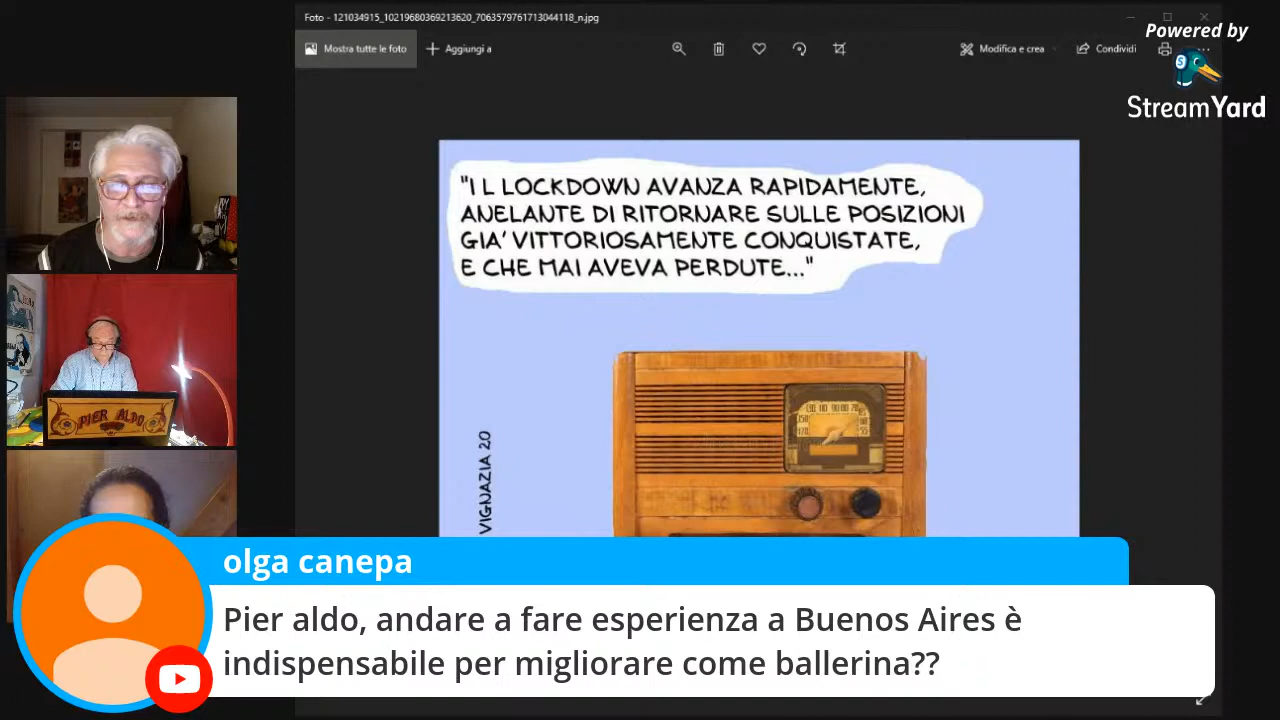 Foto - 121034915_10219680369213620_7063579761713044118_n.jpg
Mostra tutte le foto
Aggiungi a
Modifica e crea
Condividi
Powered by
StreamYard
"I L LOCKDOWN AVANZA RAPIDAMENTE,
ANELANTE DI RITORNARE SULLE POSIZIONI
GIA' VITTORIOSAMENTE CONQUISTATE,
E CHE MAI AVEVA PERDUTE..."
VIGNAZIA 20
PIER ALDO
olga canepa
Pier aldo, andare a fare esperienza a Buenos Aires è
indispensabile per migliorare come ballerina??